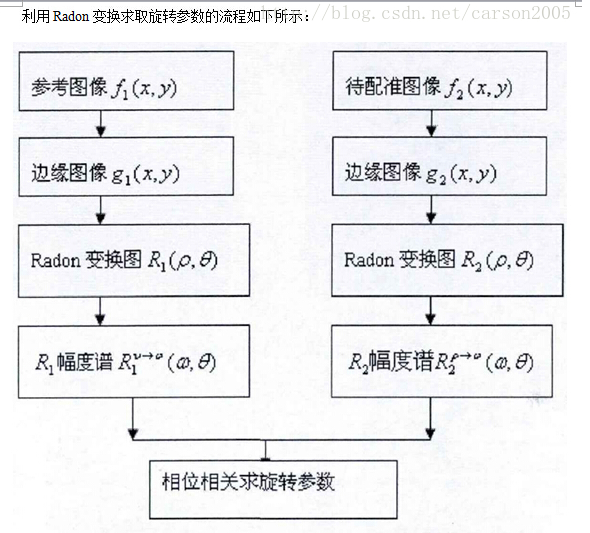 利用Radon变换求取旋转参数的流程如下所示：
http://blog.csdn.net/carson2005
参考图像 f₁(x,y)
待配准图像 f₂(x,y)
边缘图像 g₁(x,y)
边缘图像 g₂(x,y)
Radon 变换图 R₁(ρ,θ)
Radon 变换图 R₂(ρ,θ)
R₁幅度谱 (ω,θ)
R₂幅度谱 (ω,θ)
相位相关求旋转参数